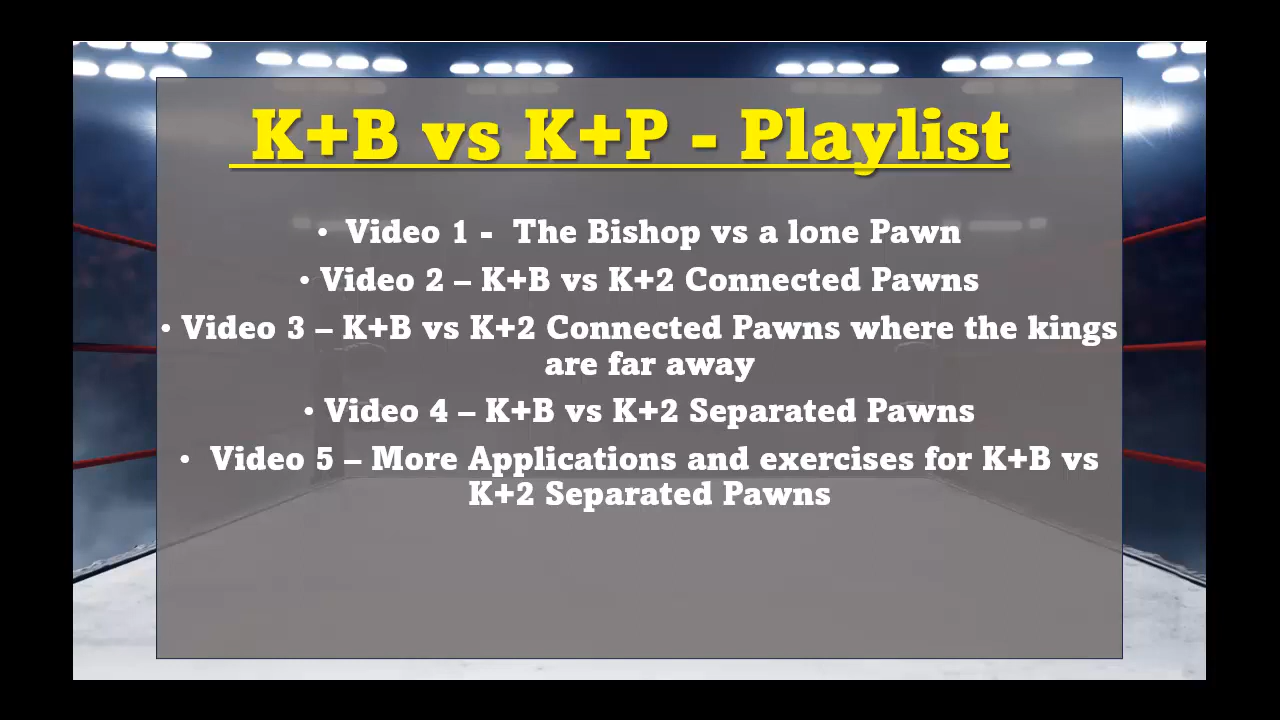 K+B vs K+P - Playlist
• Video 1 - The Bishop vs a lone Pawn
• Video 2 – K+B vs K+2 Connected Pawns
• Video 3 – K+B vs K+2 Connected Pawns where the kings
are far away
• Video 4 – K+B vs K+2 Separated Pawns
• Video 5 – More Applications and exercises for K+B vs
K+2 Separated Pawns